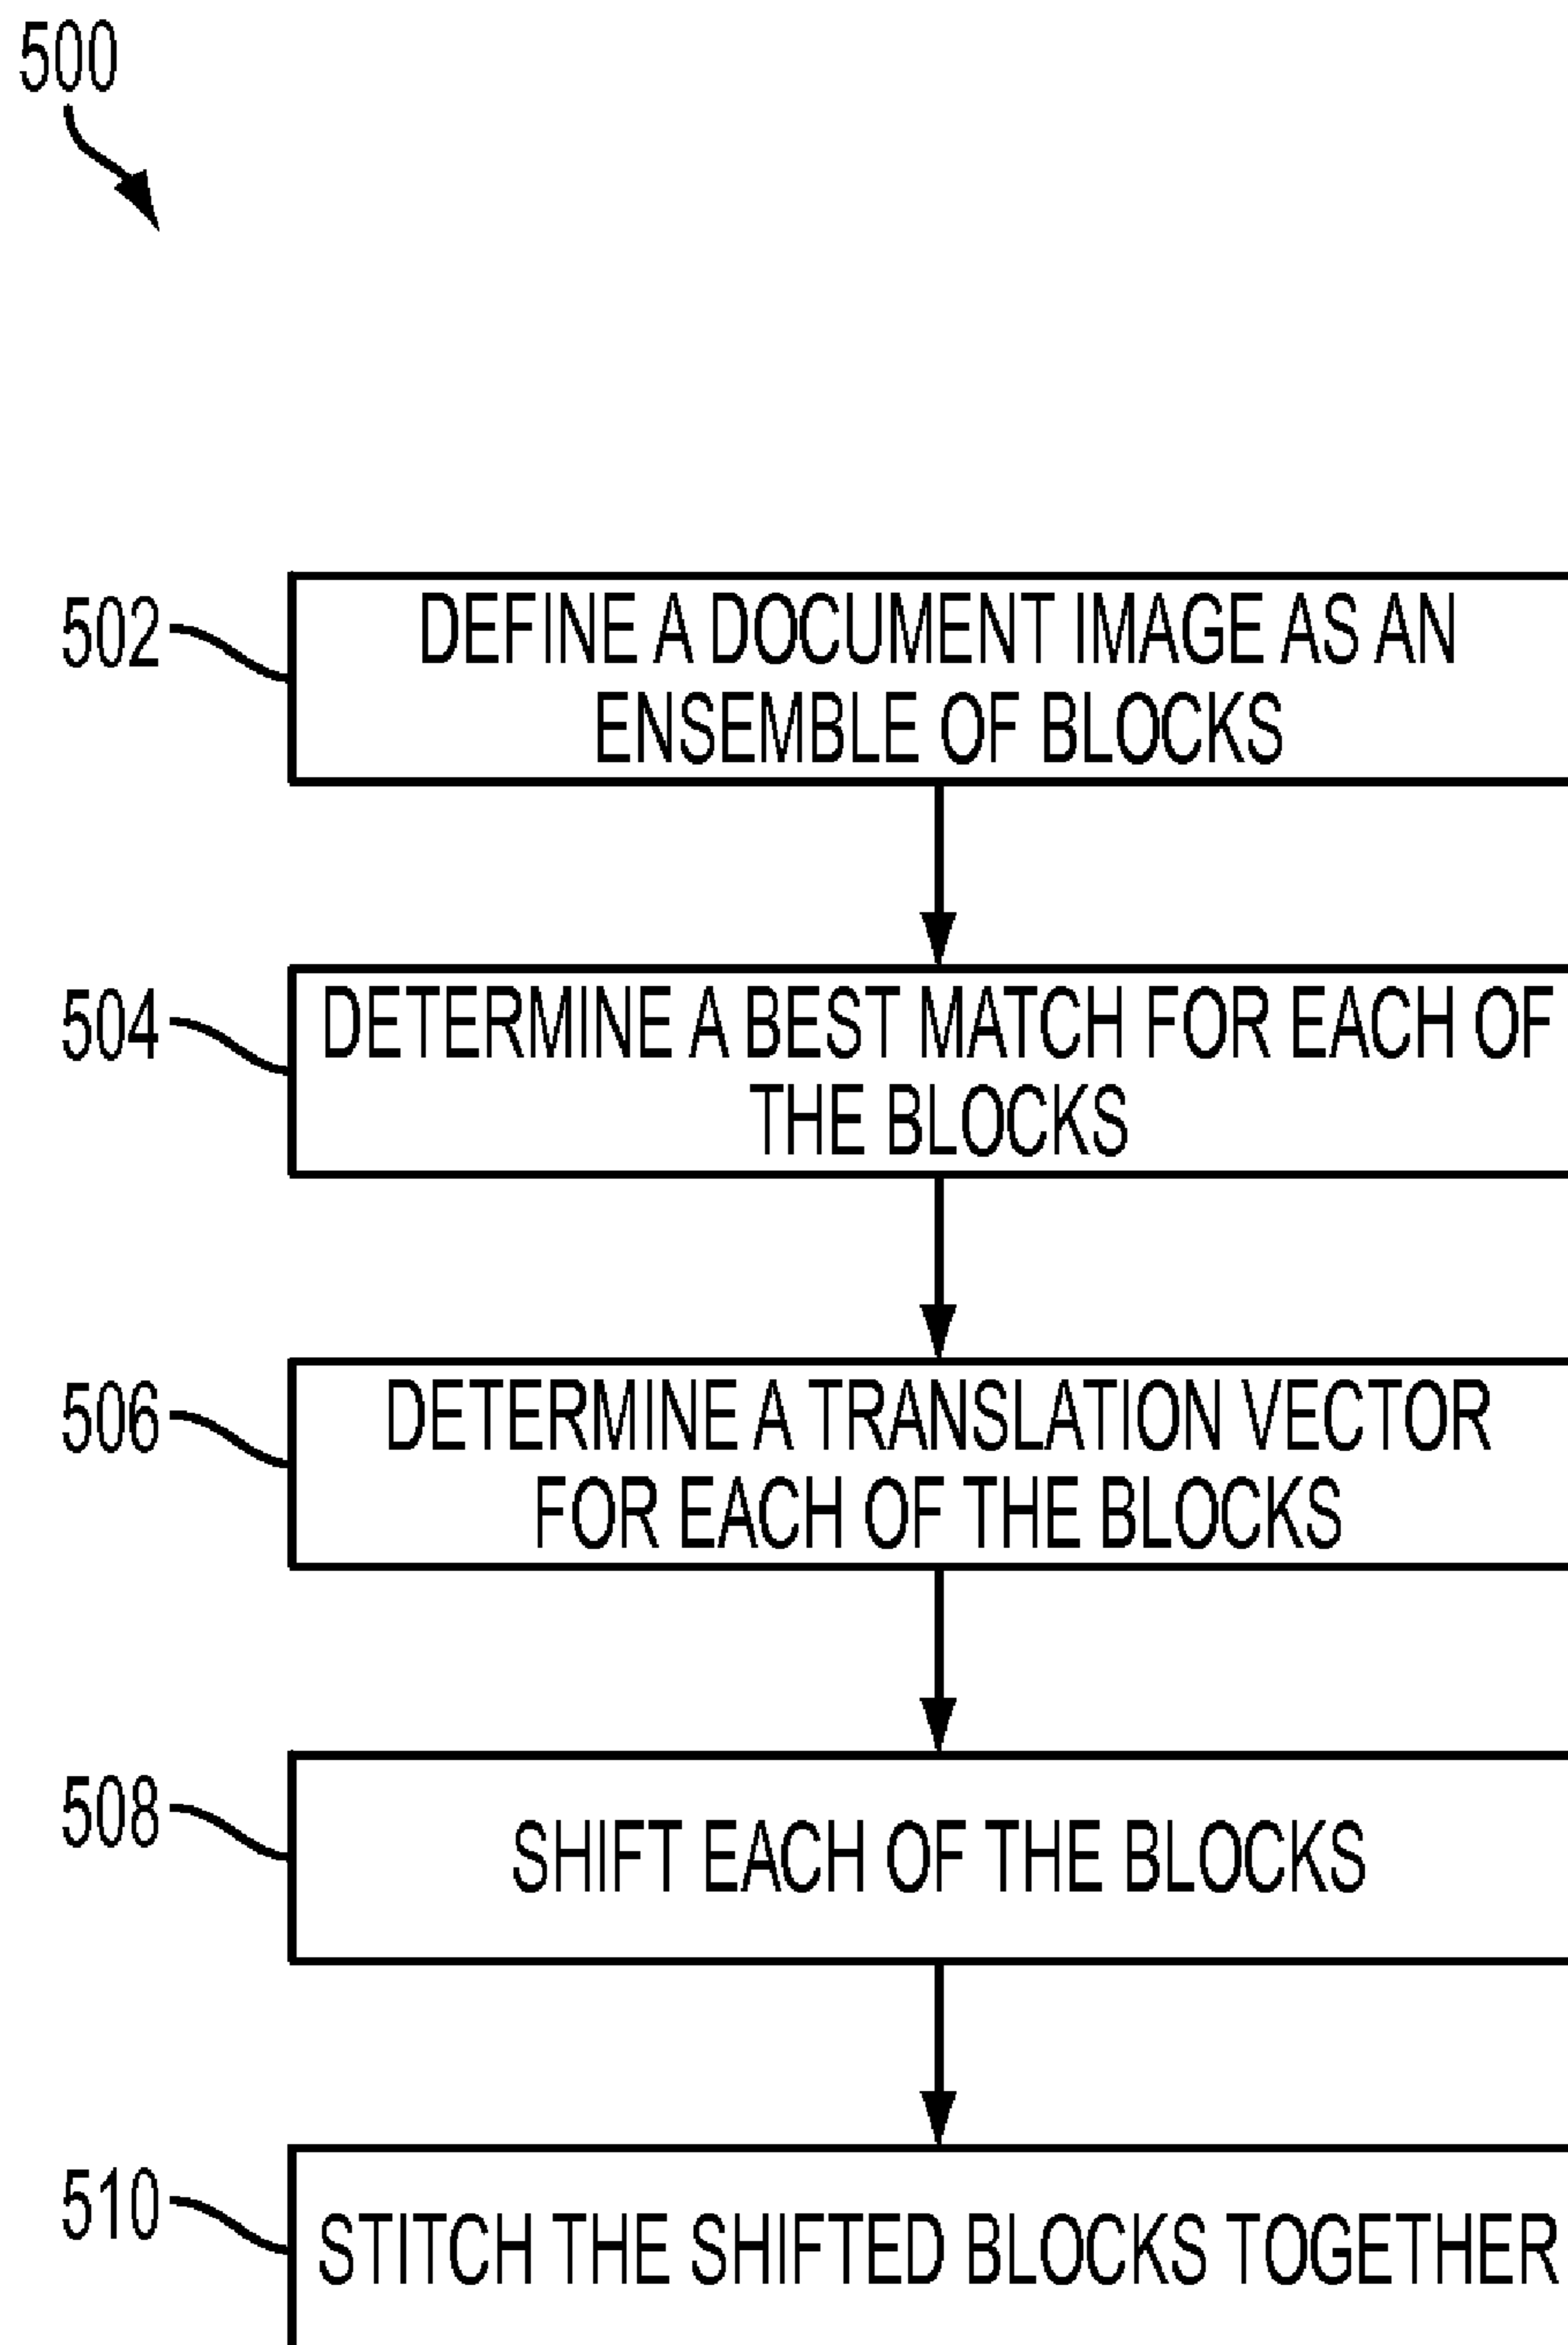 500
502
DEFINE A DOCUMENT IMAGE AS AN
ENSEMBLE OF BLOCKS
504
DETERMINE A BEST MATCH FOR EACH OF
THE BLOCKS
506
DETERMINE A TRANSLATION VECTOR
FOR EACH OF THE BLOCKS
508
SHIFT EACH OF THE BLOCKS
510
STITCH THE SHIFTED BLOCKS TOGETHER